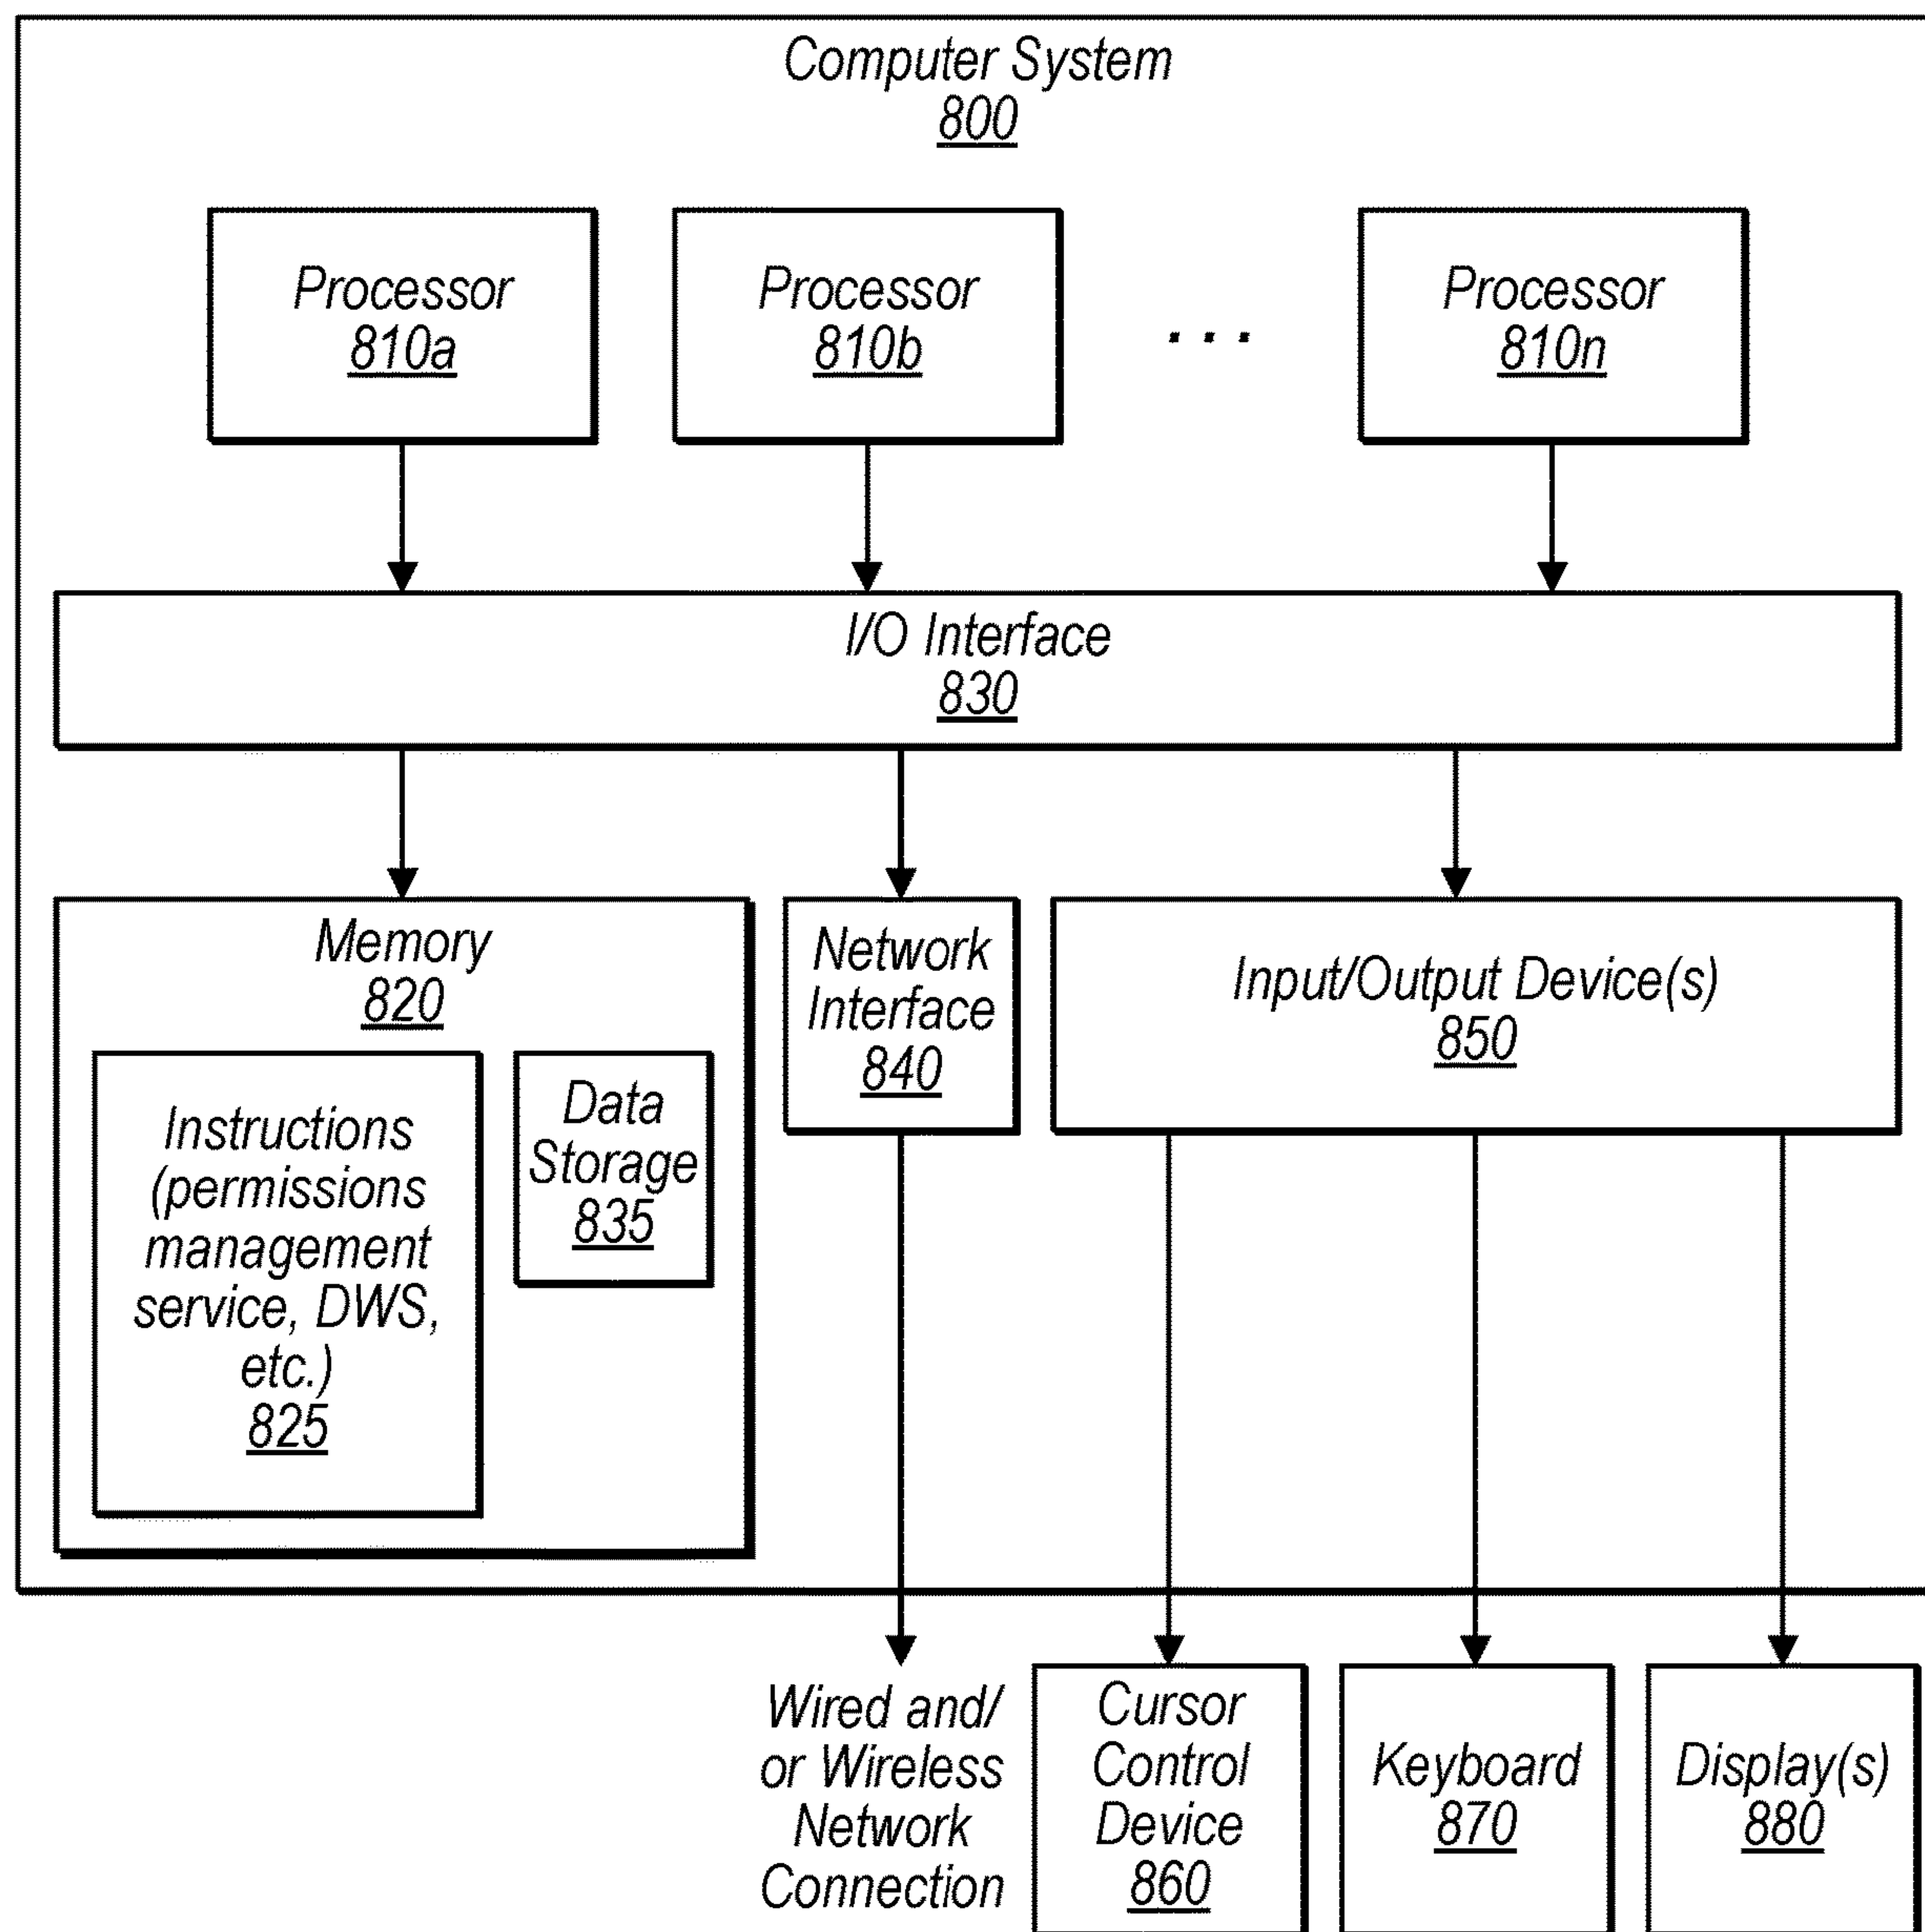 Computer System
800
Processor
810a
Processor
810b
. . .
Processor
810n
I/O Interface
830
Memory
820
Instructions
(permissions
management
service, DWS,
etc.)
825
Data
Storage
835
Network
Interface
840
Input/Output Device(s)
850
Wired and/
or Wireless
Network
Connection
Cursor
Control
Device
860
Keyboard
870
Display(s)
880